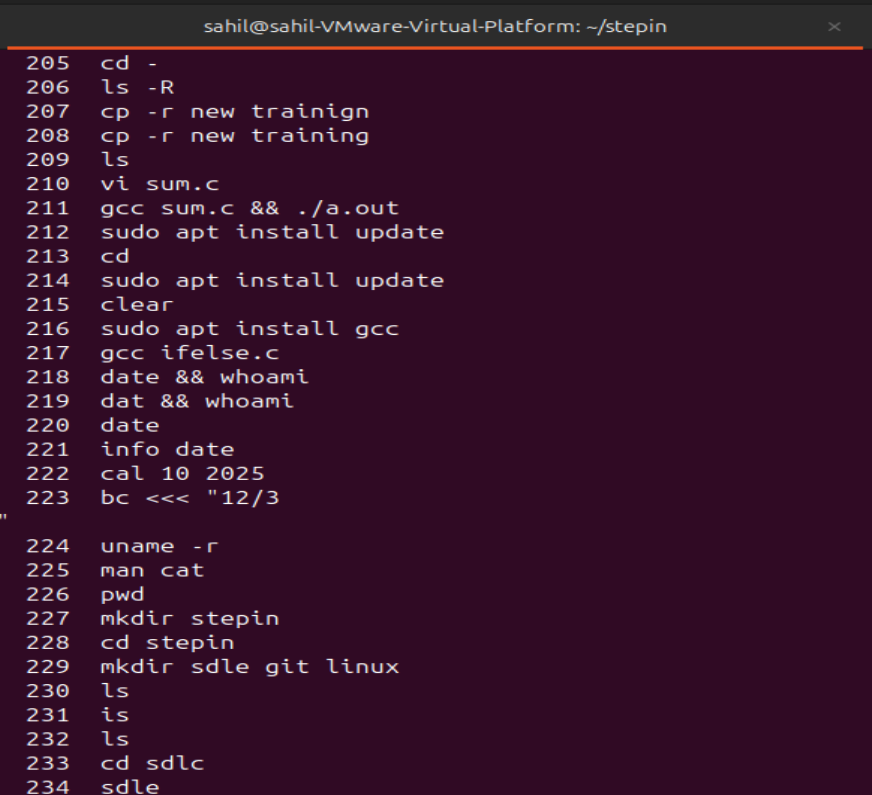 sahil@sahil-VMware-Virtual-Platform: ~/stepin
205 cd -
206 ls -R
207 cp -r new trainign
208 cp -r new training
209 ls
210 vi sum.c
211 gcc sum.c && ./a.out
212 sudo apt install update
213 cd
214 sudo apt install update
215 clear
216 sudo apt install gcc
217 gcc ifelse.c
218 date && whoami
219 dat && whoami
220 date
221 info date
222 cal 10 2025
223 bc <<< "12/3
"
224 uname -r
225 man cat
226 pwd
227 mkdir stepin
228 cd stepin
229 mkdir sdle git linux
230 ls
231 is
232 ls
233 cd sdlc
234 sdle